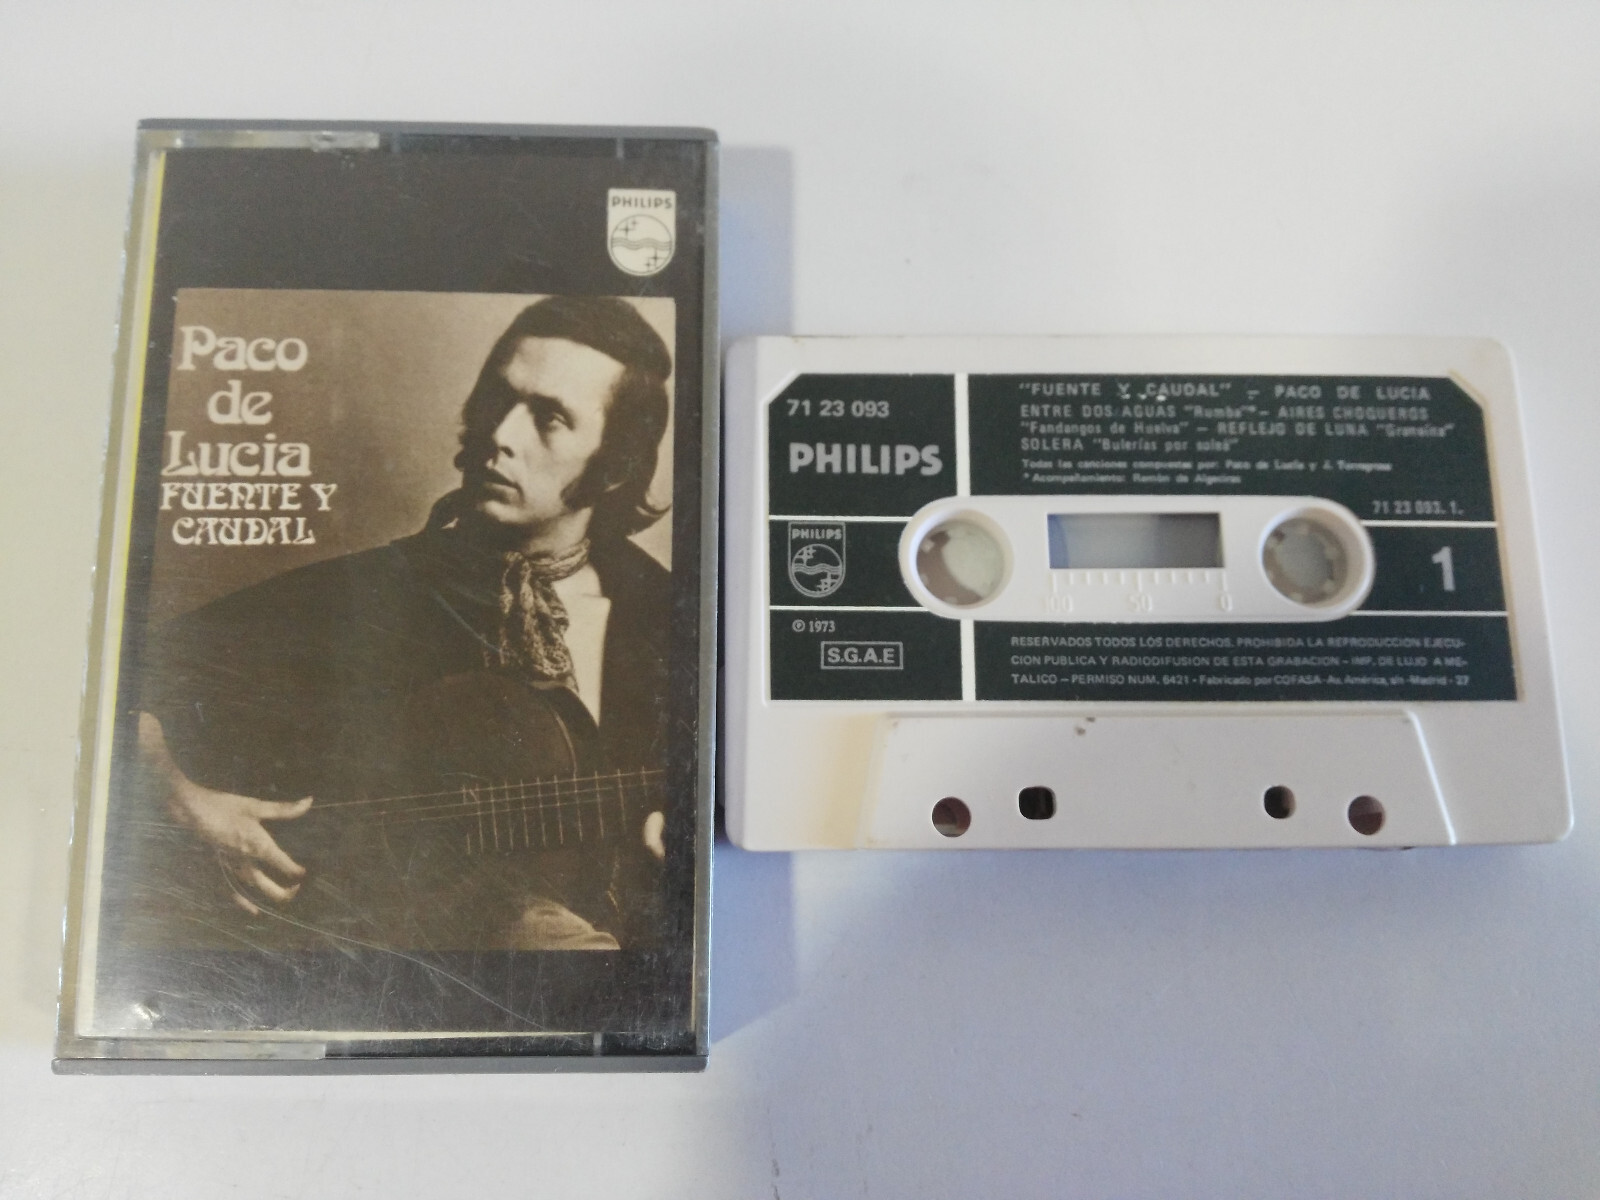 PHILIPS
Paco
de
Lucia
FUENTE Y
CAUDAL
71 23 093
PHILIPS
"FUENTE Y CAUDAL" - PACO DE LUCIA
ENTRE DOS AGUAS "Rumba"* - AIRES CHOQUEROS
"Fandangos de Huelva" - REFLEJO DE LUNA "Granaína"
SOLERA "Bulerías por soleá"
Todas las canciones compuestas por: Paco de Lucía y J. Torregrosa
* Acompañamiento: Ramón de Algeciras
71 23 093. 1.
PHILIPS
100 50 0
1
Ⓟ 1973
S.G.A.E
RESERVADOS TODOS LOS DERECHOS. PROHIBIDA LA REPRODUCCION EJECU-
CION PUBLICA Y RADIODIFUSION DE ESTA GRABACION - IMP. DE LUJO A ME-
TALICO - PERMISO NUM. 6421 - Fabricado por COFASA - Av. América, s/n - Madrid - 27